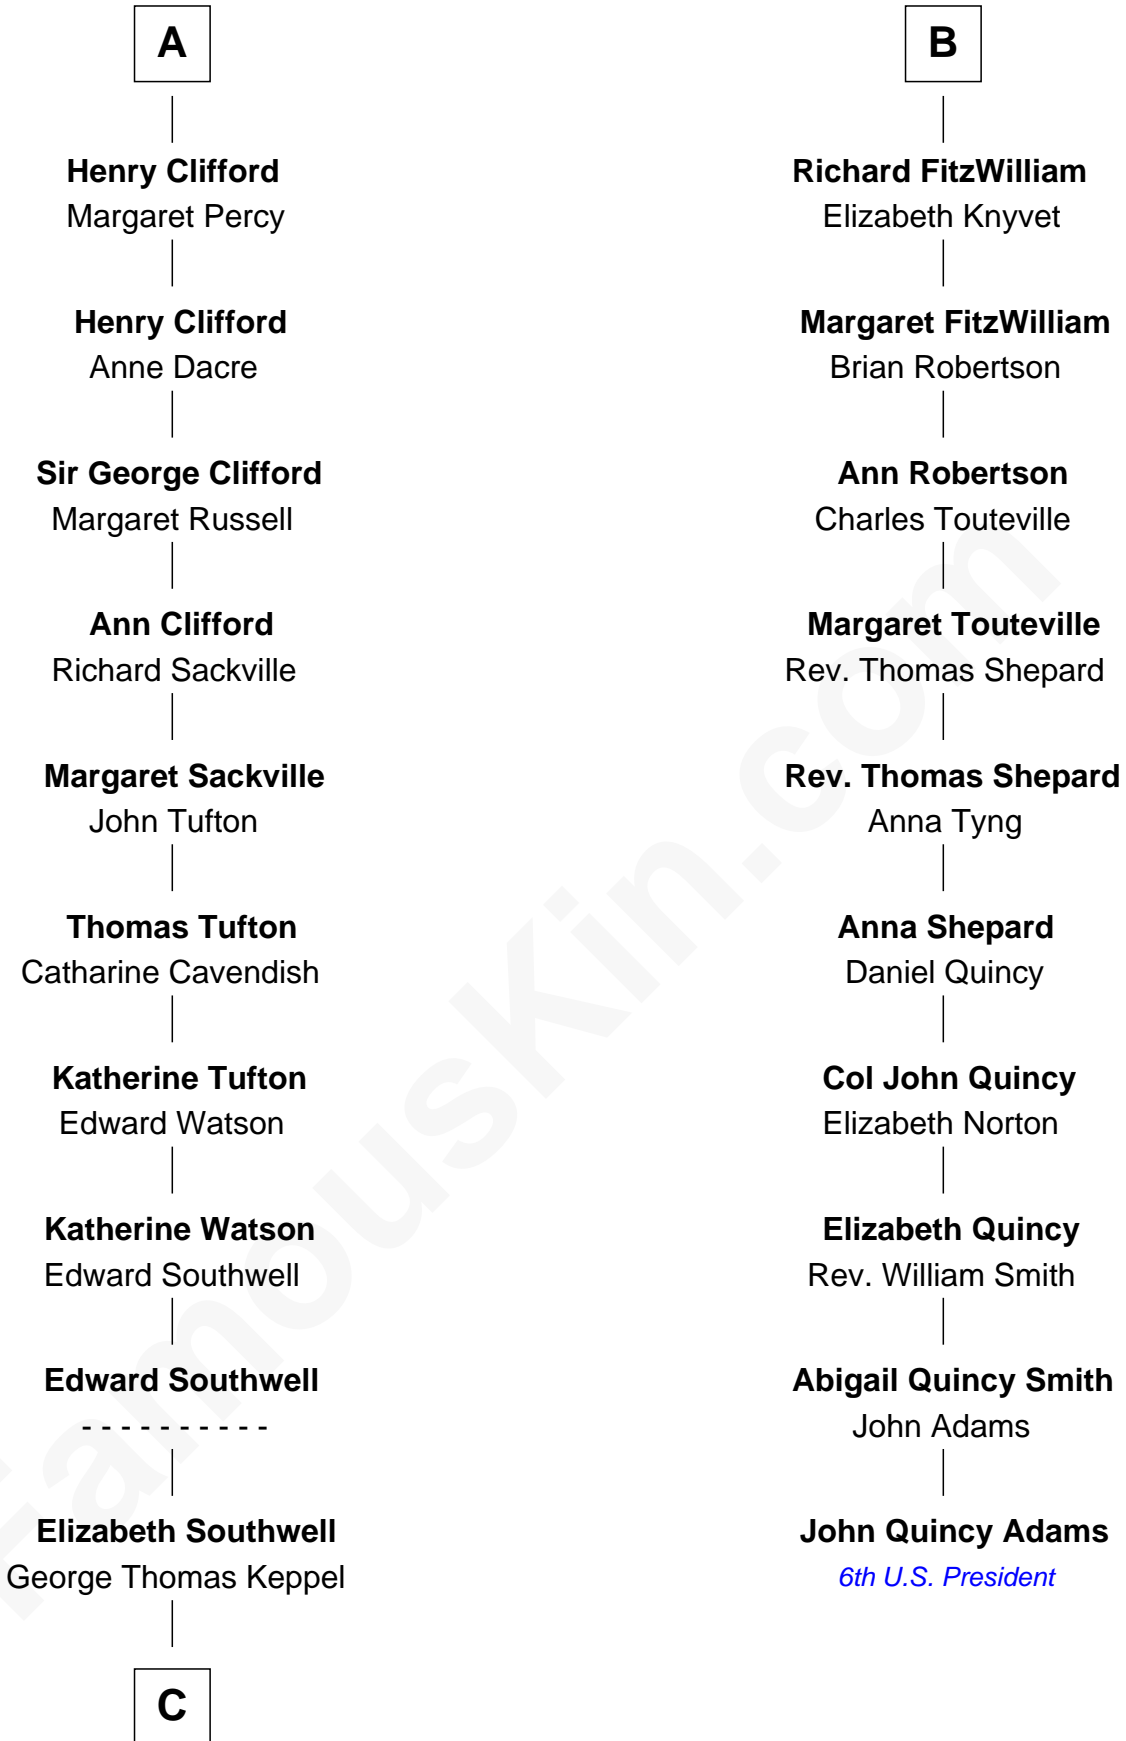 A
Henry Clifford
Margaret Percy
Henry Clifford
Anne Dacre
Sir George Clifford
Margaret Russell
Ann Clifford
Richard Sackville
Margaret Sackville
John Tufton
Thomas Tufton
Catharine Cavendish
Katherine Tufton
Edward Watson
Katherine Watson
Edward Southwell
Edward Southwell
- - - - - - - - - -
Elizabeth Southwell
George Thomas Keppel
C
B
Richard FitzWilliam
Elizabeth Knyvet
Margaret FitzWilliam
Brian Robertson
Ann Robertson
Charles Touteville
Margaret Touteville
Rev. Thomas Shepard
Rev. Thomas Shepard
Anna Tyng
Anna Shepard
Daniel Quincy
Col John Quincy
Elizabeth Norton
Elizabeth Quincy
Rev. William Smith
Abigail Quincy Smith
John Adams
John Quincy Adams
6th U.S. President
FamousKin.com